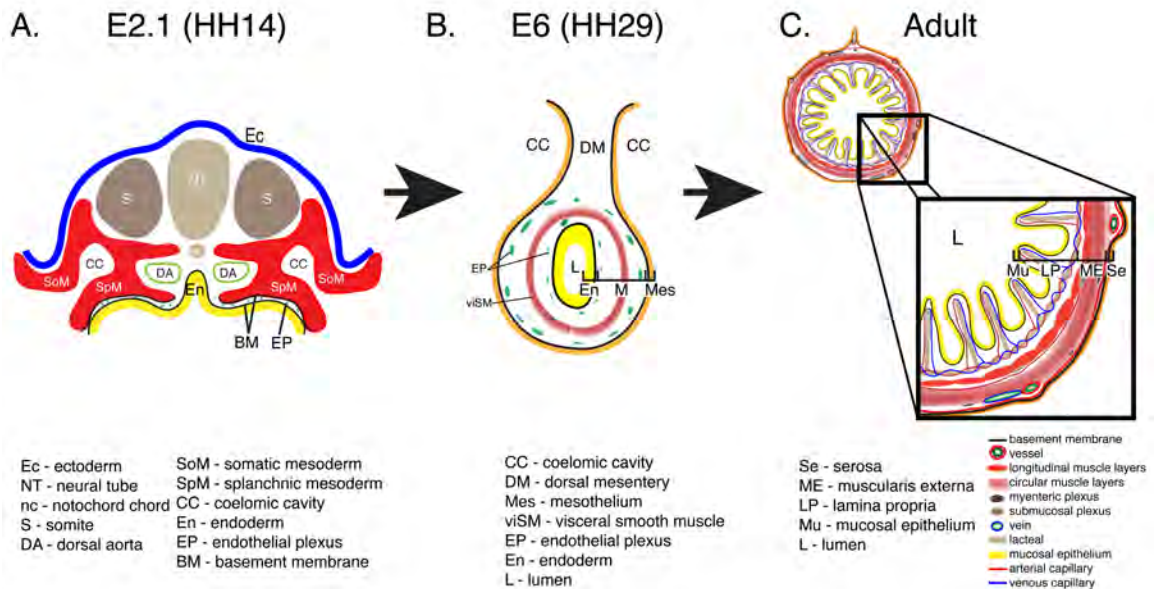 A. E2.1 (HH14)
Ec
S
S
CC
DA
DA
CC
SoM
SpM
En
SpM
SoM
BM EP
Ec - ectoderm
NT - neural tube
nc - notochord chord
S - somite
DA - dorsal aorta
SoM - somatic mesoderm
SpM - splanchnic mesoderm
CC - coelomic cavity
En - endoderm
EP - endothelial plexus
BM - basement membrane
B. E6 (HH29)
CC DM CC
EP
L
viSM
En M Mes
CC - coelomic cavity
DM - dorsal mesentery
Mes - mesothelium
viSM - visceral smooth muscle
EP - endothelial plexus
En - endoderm
L - lumen
C. Adult
L
Mu LP ME Se
Se - serosa
ME - muscularis externa
LP - lamina propria
Mu - mucosal epithelium
L - lumen
basement membrane
vessel
longitudinal muscle layers
circular muscle layers
myenteric plexus
submucosal plexus
vein
lacteal
mucosal epithelium
arterial capillary
venous capillary